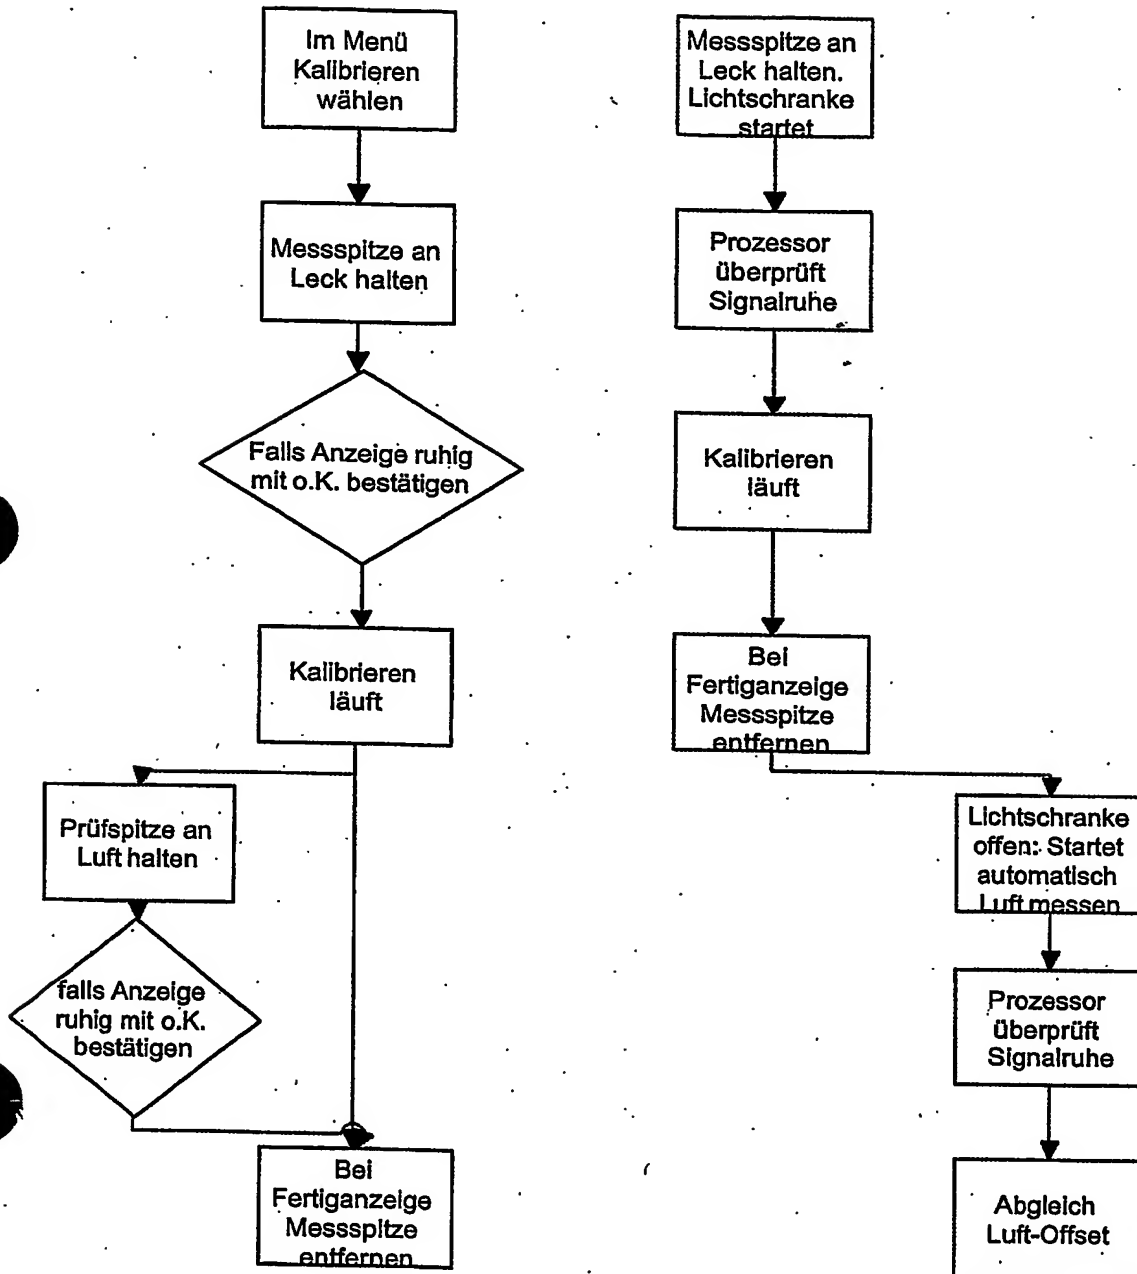 Im Menü
Kalibrieren
wählen
Messspitze an
Leck halten
Falls Anzeige ruhig
mit o.K. bestätigen
Kalibrieren
läuft
Prüfspitze an
Luft halten
falls Anzeige
ruhig mit o.K.
bestätigen
Bei
Fertiganzeige
Messspitze
entfernen
Messspitze an
Leck halten.
Lichtschranke
startet
Prozessor
überprüft
Signalruhe
Kalibrieren
läuft
Bei
Fertiganzeige
Messspitze
entfernen
Lichtschranke
offen: Startet
automatisch
Luft messen
Prozessor
überprüft
Signalruhe
Abgleich
Luft-Offset